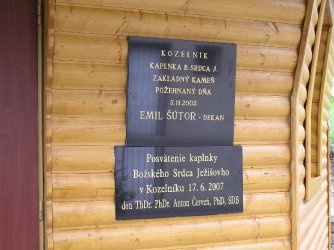 KOZELNÍK
KAPLNKA B SRDCA J.
ZÁKLADNÝ KAMEŇ
POŽEHNANÝ DŇA
5.11.2005
EMIL ŠÚTOR - DEKAN
Posvätenie kaplnky
Božského Srdca Ježišovho
v Kozelníku 17. 6. 2007
don ThDr. PhDr. Anton Červeň, PhD, SDB